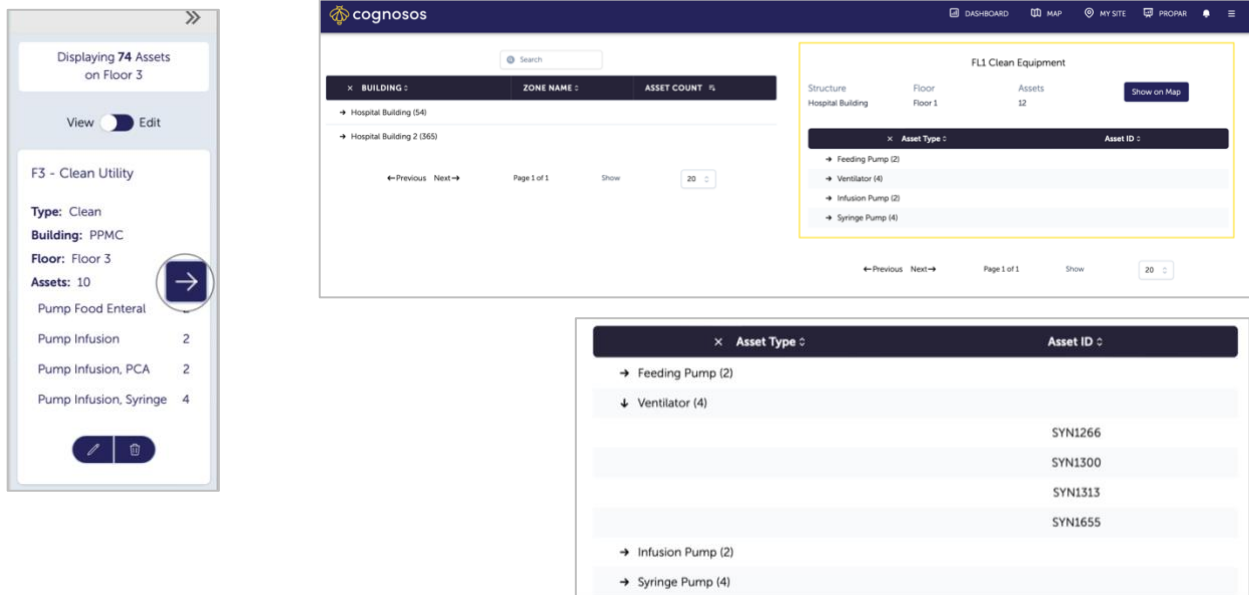 Displaying 74 Assets
on Floor 3
View Edit
F3 - Clean Utility
Type: Clean
Building: PPMC
Floor: Floor 3
Assets: 10
Pump Food Enteral
Pump Infusion 2
Pump Infusion, PCA 2
Pump Infusion, Syringe 4
cognosos
DASHBOARD MAP MY SITE PROPAR
Search
BUILDING ZONE NAME ASSET COUNT
Hospital Building (54)
Hospital Building 2 (365)
←Previous Next→ Page 1 of 1 Show 20
FL1 Clean Equipment
Structure Floor Assets
Hospital Building Floor 1 12
Show on Map
× Asset Type Asset ID
→ Feeding Pump (2)
→ Ventilator (4)
→ Infusion Pump (2)
→ Syringe Pump (4)
←Previous Next→ Page 1 of 1 Show 20
× Asset Type Asset ID
→ Feeding Pump (2)
↓ Ventilator (4)
SYN1266
SYN1300
SYN1313
SYN1655
→ Infusion Pump (2)
→ Syringe Pump (4)